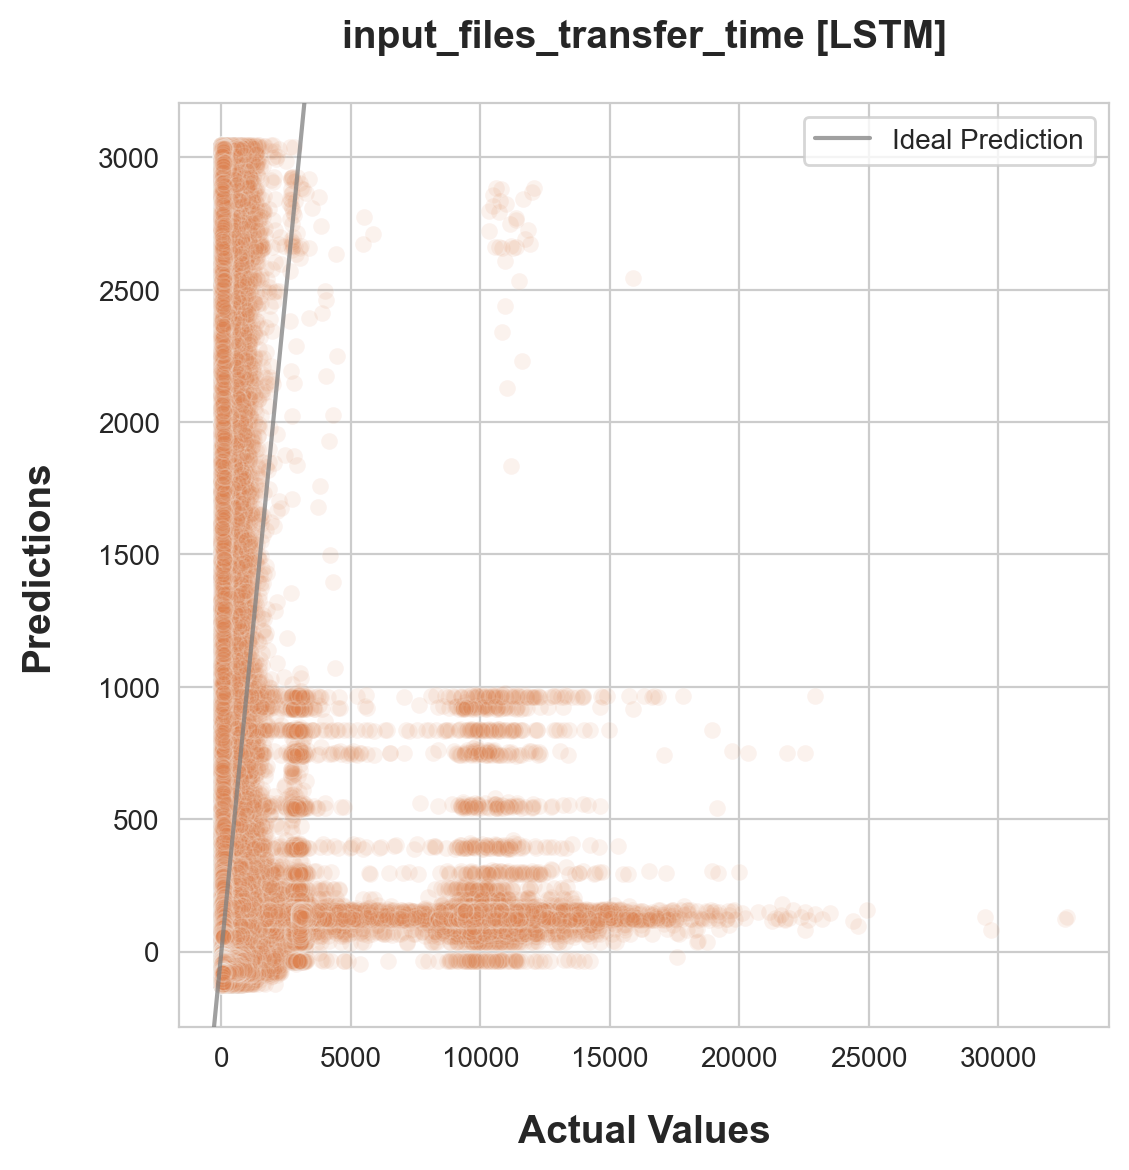 input_files_transfer_time [LSTM]
Ideal Prediction
3000
2500
2000
1500
1000
500
0
Predictions
0 5000 10000 15000 20000 25000 30000
Actual Values